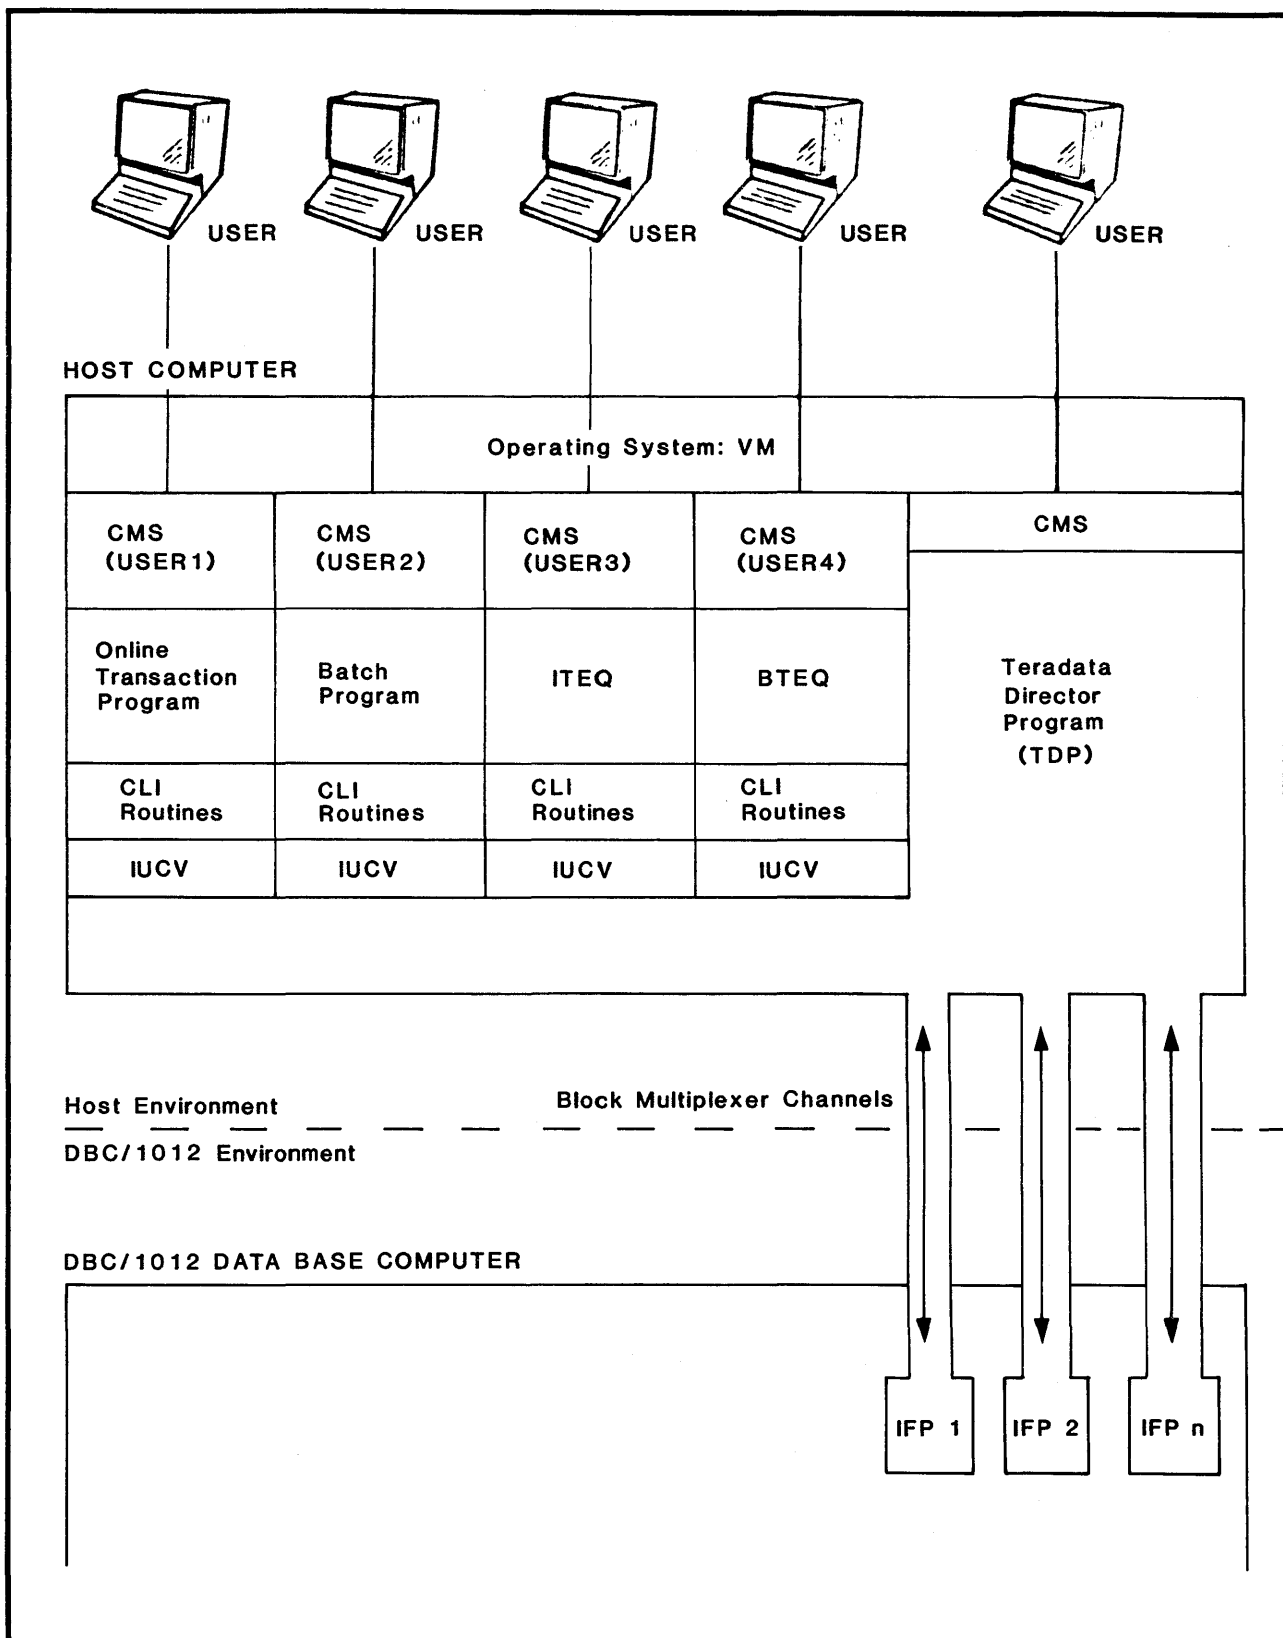 USER
USER
USER
USER
USER
HOST COMPUTER
Operating System: VM
CMS
(USER1)
CMS
(USER2)
CMS
(USER3)
CMS
(USER4)
CMS
Online
Transaction
Program
Batch
Program
ITEQ
BTEQ
Teradata
Director
Program
(TDP)
CLI
Routines
CLI
Routines
CLI
Routines
CLI
Routines
IUCV
IUCV
IUCV
IUCV
Host Environment
Block Multiplexer Channels
DBC/1012 Environment
DBC/1012 DATA BASE COMPUTER
IFP 1
IFP 2
IFP n